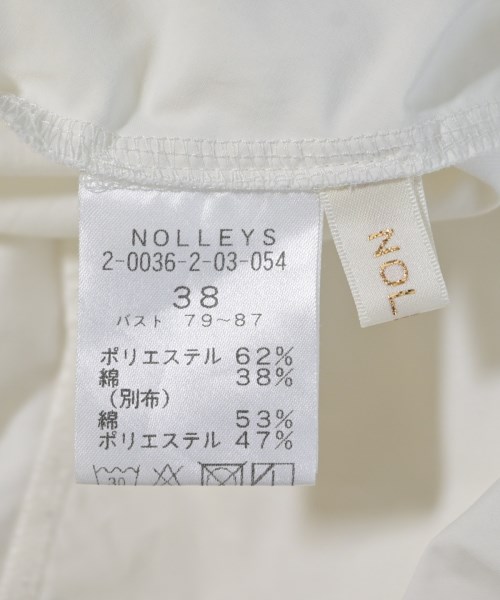 NOLLEYS
2-0036-2-03-054
38
バスト 79~87
ポリエステル 62%
綿 38%
(別布)
綿 53%
ポリエステル 47%
30
NOL